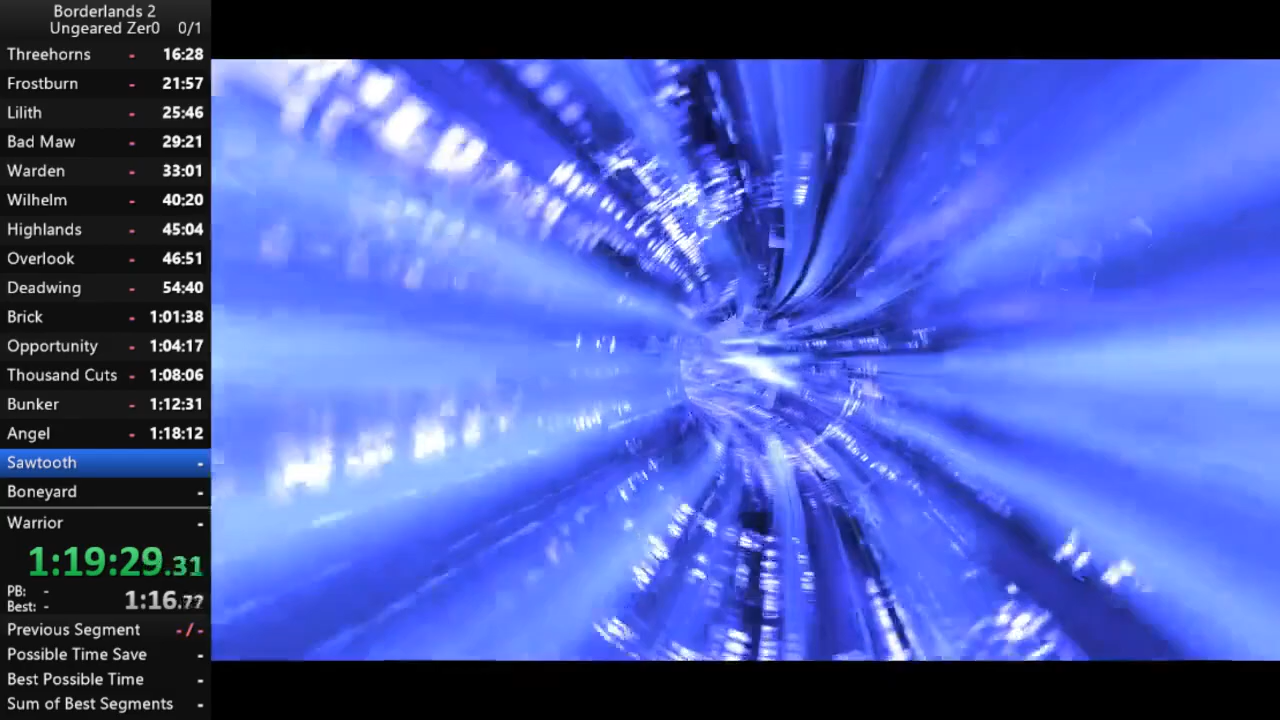 Borderlands 2
Ungeared Zer0 0/1
Threehorns - 16:28
Frostburn - 21:57
Lilith - 25:46
Bad Maw - 29:21
Warden - 33:01
Wilhelm - 40:20
Highlands - 45:04
Overlook - 46:51
Deadwing - 54:40
Brick - 1:01:38
Opportunity - 1:04:17
Thousand Cuts - 1:08:06
Bunker - 1:12:31
Angel - 1:18:12
Sawtooth -
Boneyard -
Warrior -
1:19:29.31
PB: -
Best: - 1:16.77
Previous Segment - / -
Possible Time Save -
Best Possible Time -
Sum of Best Segments -